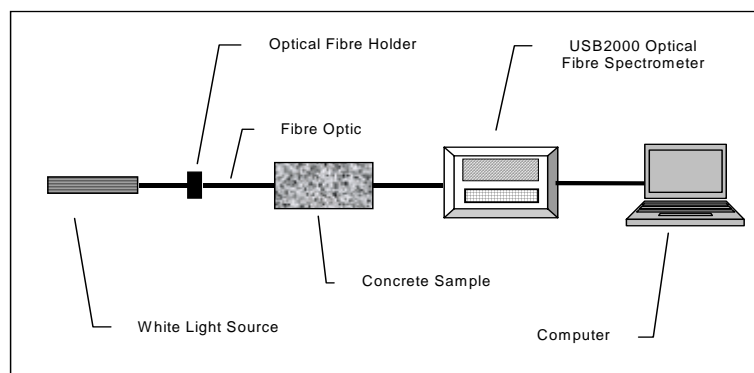 Optical Fibre Holder
USB2000 Optical
Fibre Spectrometer
Fibre Optic
Concrete Sample
White Light Source
Computer